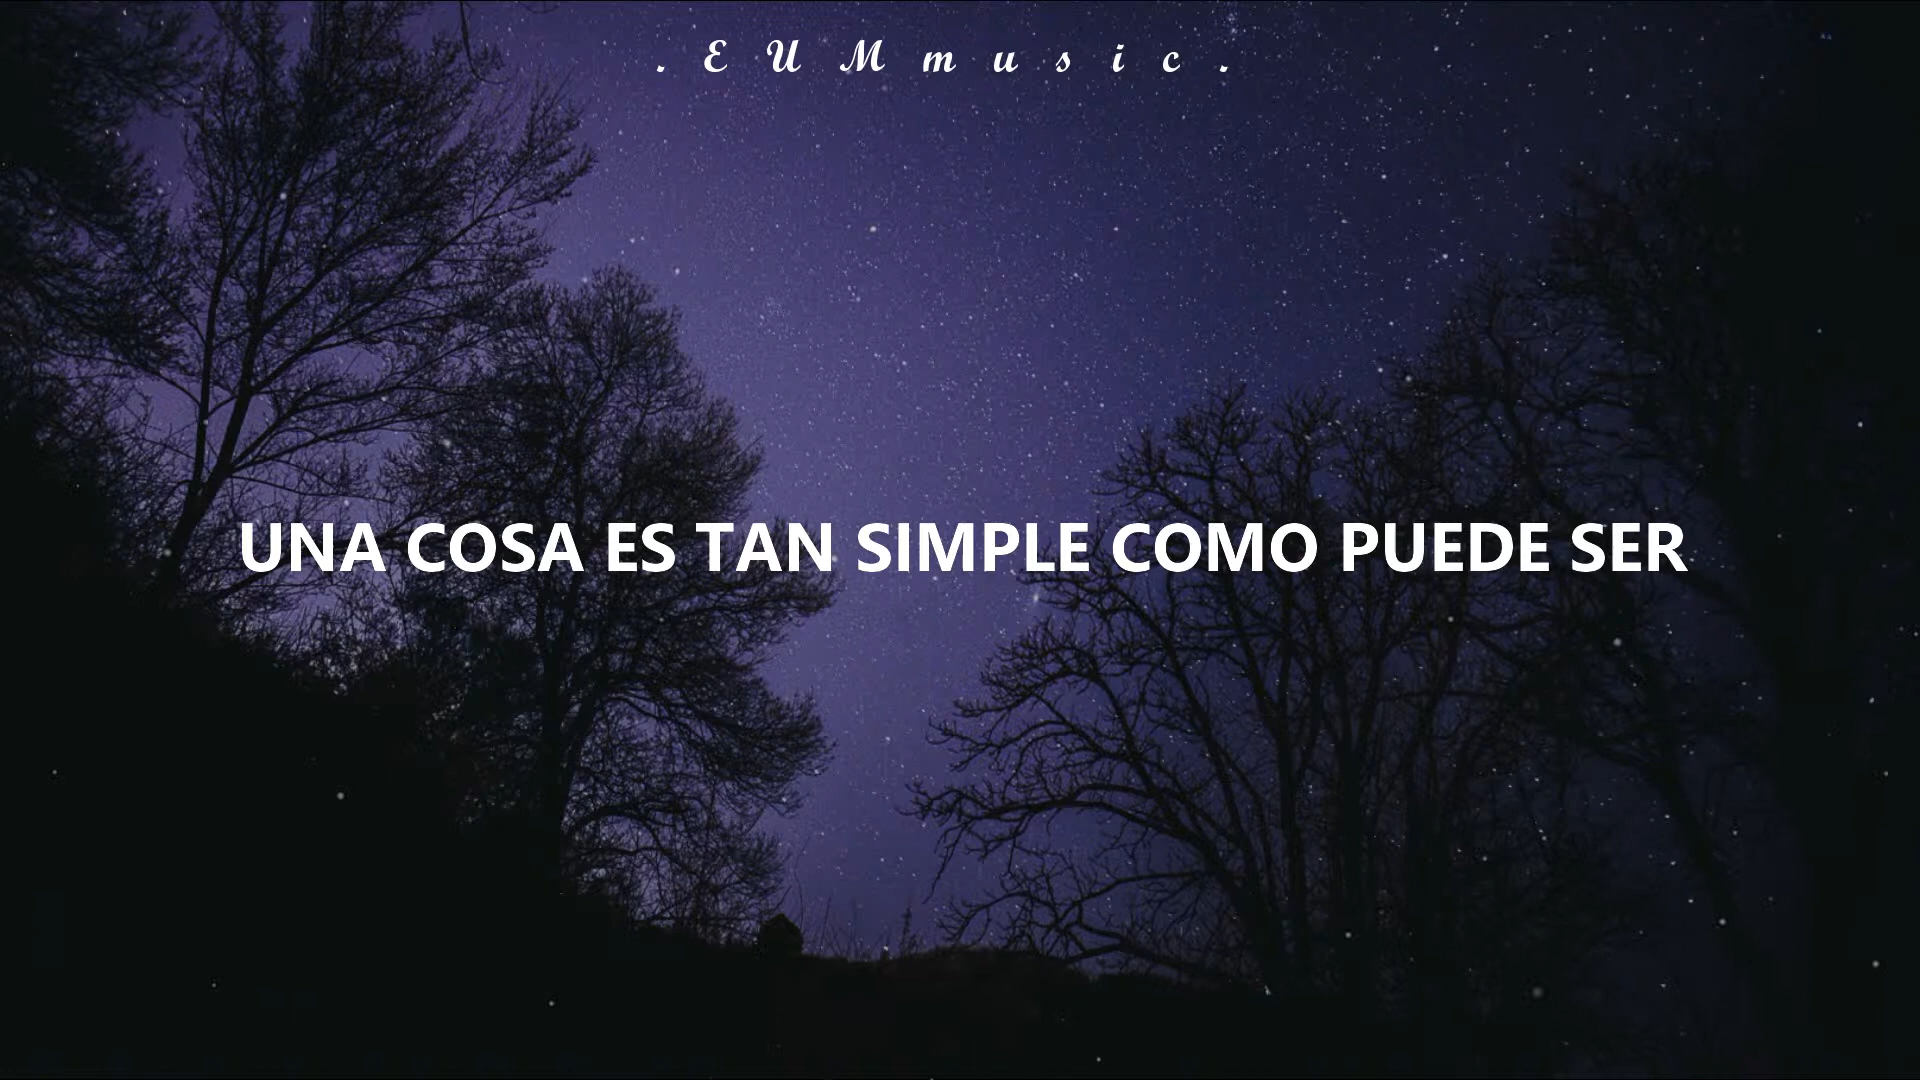 . E U M m u s i c .
UNA COSA ES TAN SIMPLE COMO PUEDE SER